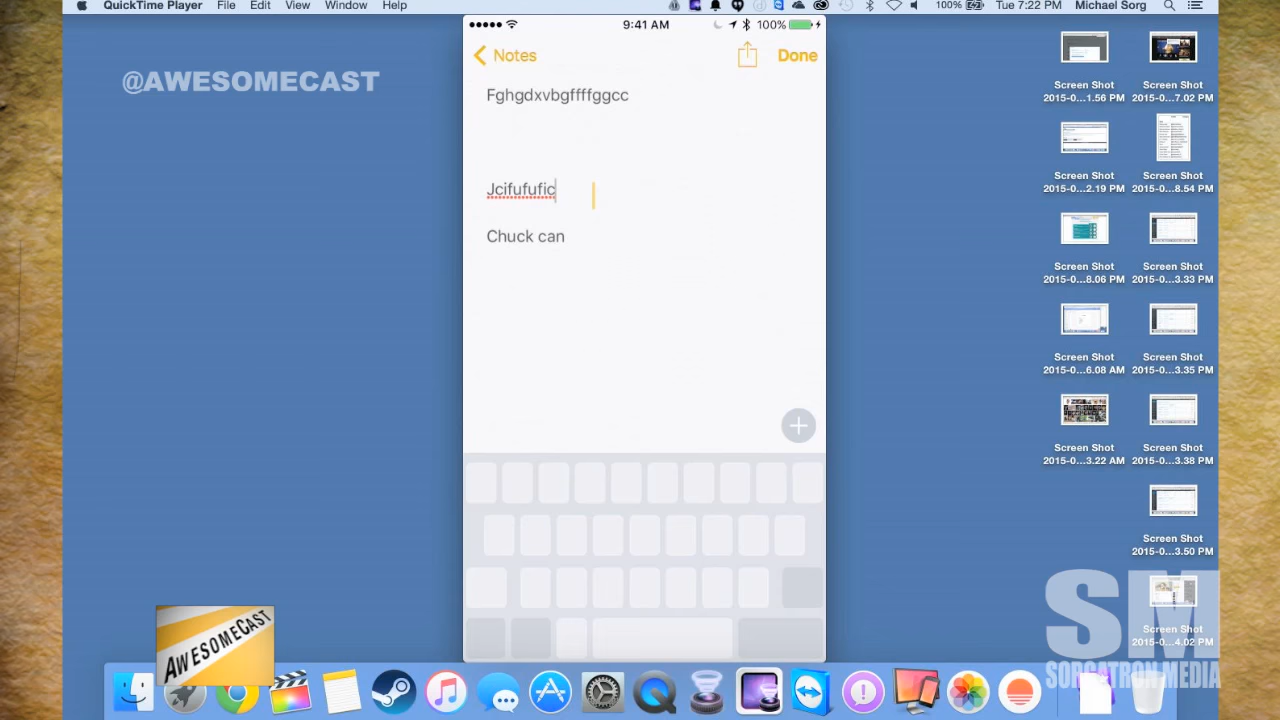 QuickTime Player File Edit View Window Help 100% Tue 7:22 PM Michael Sorg
@AWESOMECAST
9:41 AM 100%
Notes Done
Fghgdxvbgffffggcc
Jcifufufic
Chuck can
Screen Shot
2015-0...1.56 PM
Screen Shot
2015-0...7.02 PM
Screen Shot
2015-0...2.19 PM
Screen Shot
2015-0...8.54 PM
Screen Shot
2015-0...8.06 PM
Screen Shot
2015-0...3.33 PM
Screen Shot
2015-0...6.08 AM
Screen Shot
2015-0...3.35 PM
Screen Shot
2015-0...3.22 AM
Screen Shot
2015-0...3.38 PM
Screen Shot
2015-0...3.50 PM
Screen Shot
...4.02 PM
AWESOMECAST
SM
SORGATRON MEDIA